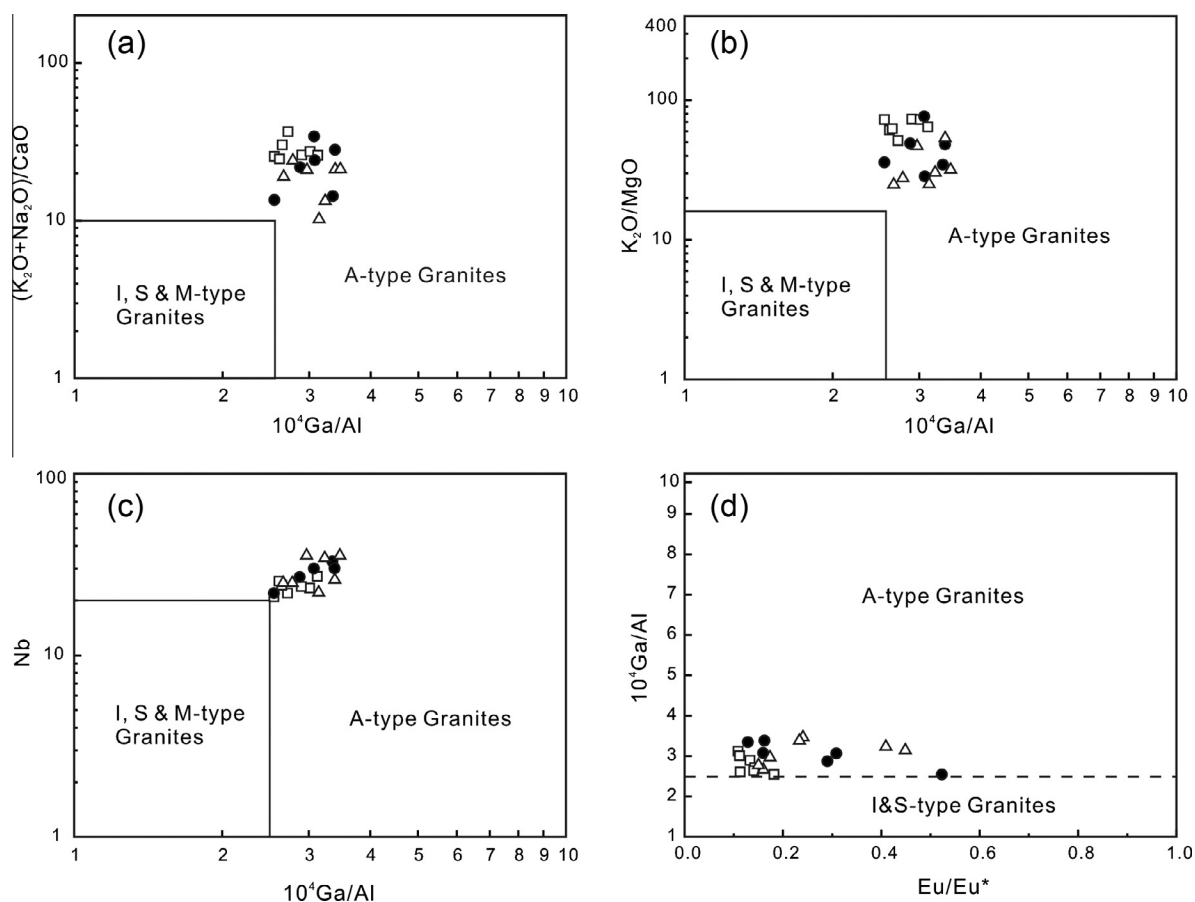 (a)
(K₂O+Na₂O)/CaO
100
10
1
I, S & M-type
Granites
A-type Granites
1 2 3 4 5 6 7 8 9 10
10⁴Ga/Al
(b)
K₂O/MgO
400
100
10
1
A-type Granites
I, S & M-type
Granites
1 2 3 4 5 6 7 8 9 10
10⁴Ga/Al
(c)
Nb
100
10
1
I, S & M-type
Granites
A-type Granites
1 2 3 4 5 6 7 8 9 10
10⁴Ga/Al
(d)
10⁴Ga/Al
10
9
8
7
6
5
4
3
2
1
A-type Granites
I&S-type Granites
0.0 0.2 0.4 0.6 0.8 1.0
Eu/Eu*